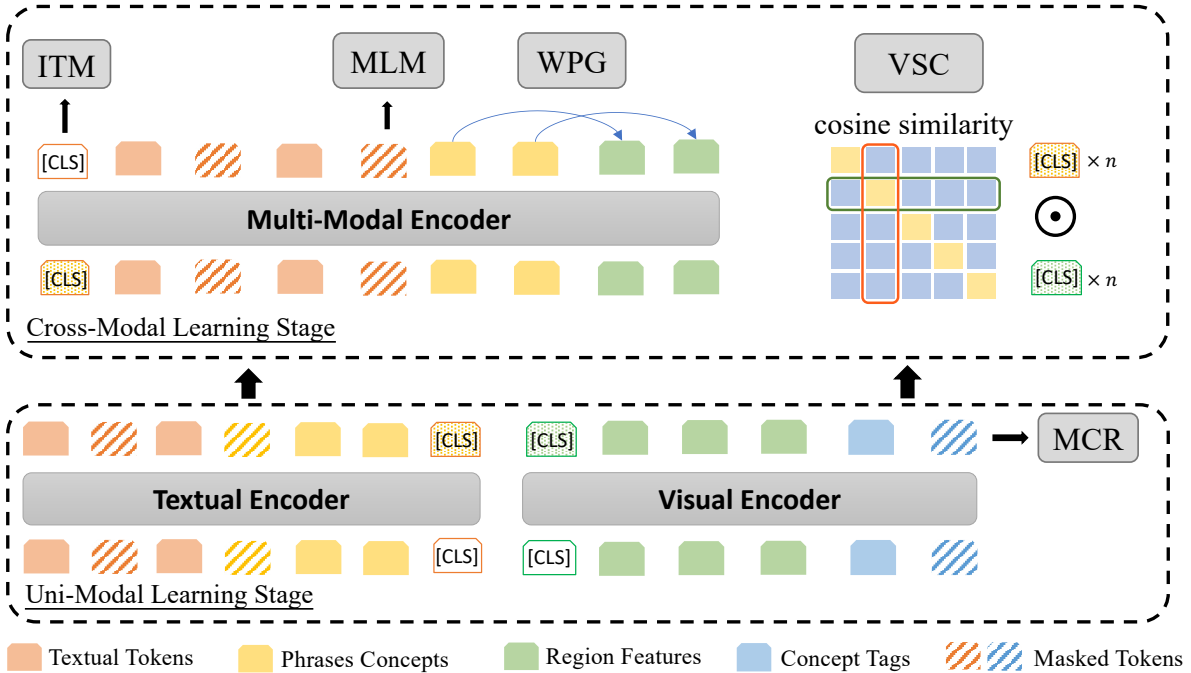 ITM
MLM
WPG
VSC
cosine similarity
[CLS]
[CLS] × n
Multi-Modal Encoder
[CLS]
[CLS] × n
Cross-Modal Learning Stage
[CLS]
[CLS]
MCR
Textual Encoder
Visual Encoder
[CLS]
[CLS]
Uni-Modal Learning Stage
Textual Tokens
Phrases Concepts
Region Features
Concept Tags
Masked Tokens